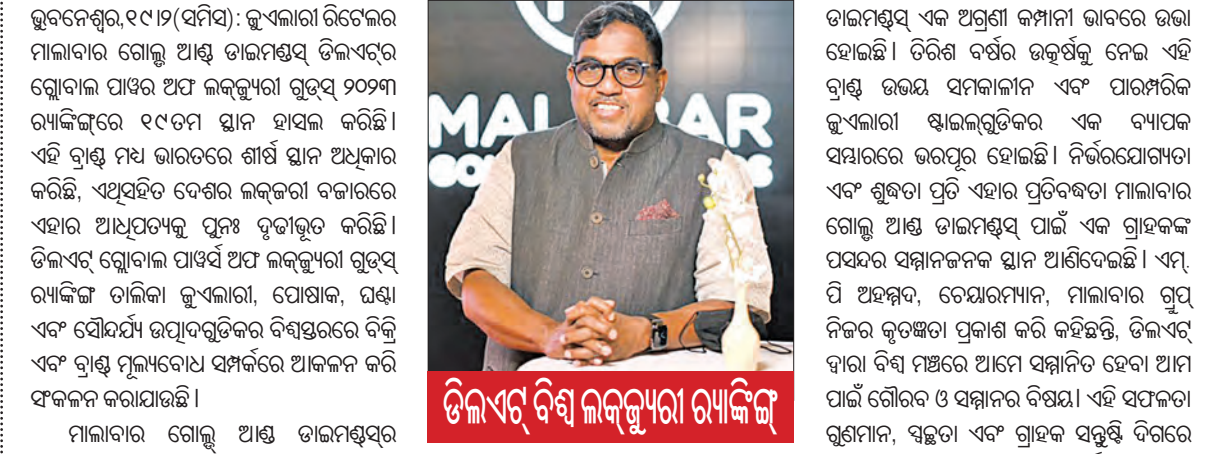 ଭୁବନେଶ୍ୱର,୧୯।୨(ସମିସ): ଜୁଏଲାରୀ ରିଟେଲର
ମାଲାବାର ଗୋଲ୍ଡ ଆଣ୍ଡ ଡାଇମଣ୍ଡସ୍ ଡିଲଏଟ୍‌ର
ଗ୍ଲୋବାଲ ପାୱର ଅଫ ଲକ୍‌ଜ୍ୟୁରୀ ଗୁଡ୍‌ସ୍ ୨୦୨୩
ର‍୍ୟାଙ୍କିଙ୍ଗ୍‌ରେ ୧୯ତମ ସ୍ଥାନ ହାସଲ କରିଛି।
ଏହି ବ୍ରାଣ୍ଡ୍ ମଧ୍ୟ ଭାରତରେ ଶୀର୍ଷ ସ୍ଥାନ ଅଧିକାର
କରିଛି, ଏଥିସହିତ ଦେଶର ଲକ୍‌ଜରୀ ବଜାରରେ
ଏହାର ଆଧିପତ୍ୟକୁ ପୁନଃ ଦୃଢୀଭୂତ କରିଛି।
ଡିଲଏଟ୍ ଗ୍ଲୋବାଲ ପାୱର୍ସ ଅଫ ଲକ୍‌ଜ୍ୟୁରୀ ଗୁଡ୍‌ସ୍
ର‍୍ୟାଙ୍କିଙ୍ଗ ତାଲିକା ଜୁଏଲାରୀ, ପୋଷାକ, ଘଣ୍ଟା
ଏବଂ ସୌନ୍ଦର୍ଯ୍ୟ ଉତ୍ପାଦଗୁଡିକର ବିଶ୍ୱସ୍ତରରେ ବିକ୍ରି
ଏବଂ ବ୍ରାଣ୍ଡ ମୂଲ୍ୟବୋଧ ସମ୍ପର୍କରେ ଆକଳନ କରି
ସଂକଳନ କରାଯାଉଛି।
ମାଲାବାର ଗୋଲ୍ଡ୍ ଆଣ୍ଡ ଡାଇମଣ୍ଡ୍‌ସ୍‌ର
MALABAR
ଡିଲଏଟ୍ ବିଶ୍ୱ ଲକ୍‌ଜ୍ୟୁରୀ ର‍୍ୟାଙ୍କିଙ୍ଗ୍
ଡାଇମଣ୍ଡ୍‌ସ୍ ଏକ ଅଗ୍ରଣୀ କମ୍ପାନୀ ଭାବରେ ଉଭା
ହୋଇଛି। ତିରିଶ ବର୍ଷର ଉତ୍କର୍ଷକୁ ନେଇ ଏହି
ବ୍ରାଣ୍ଡ୍ ଉଭୟ ସମକାଳୀନ ଏବଂ ପାରମ୍ପରିକ
ଜୁଏଲାରୀ ଷ୍ଟାଇଲ୍‌ଗୁଡିକର ଏକ ବ୍ୟାପକ
ସମ୍ଭାରରେ ଭରପୂର ହୋଇଛି। ନିର୍ଭରଯୋଗ୍ୟତା
ଏବଂ ଶୁଦ୍ଧତା ପ୍ରତି ଏହାର ପ୍ରତିବଦ୍ଧତା ମାଲାବାର
ଗୋଲ୍ଡ ଆଣ୍ଡ ଡାଇମଣ୍ଡ୍‌ସ୍ ପାଇଁ ଏକ ଗ୍ରାହକଙ୍କ
ପସନ୍ଦର ସମ୍ମାନଜନକ ସ୍ଥାନ ଆଣିଦେଇଛି। ଏମ୍.
ପି ଅହମ୍ମଦ, ଚେୟାରମ୍ୟାନ, ମାଲାବାର ଗ୍ରୁପ୍
ନିଜର କୃତଜ୍ଞତା ପ୍ରକାଶ କରି କହିଛନ୍ତି, ଡିଲଏଟ୍
ଦ୍ୱାରା ବିଶ୍ୱ ମଞ୍ଚରେ ଆମେ ସମ୍ମାନିତ ହେବା ଆମ
ପାଇଁ ଗୌରବ ଓ ସମ୍ମାନର ବିଷୟ। ଏହି ସଫଳତା
ଗୁଣମାନ, ସ୍ୱଚ୍ଛତା ଏବଂ ଗ୍ରାହକ ସନ୍ତୁଷ୍ଟି ଦିଗରେ